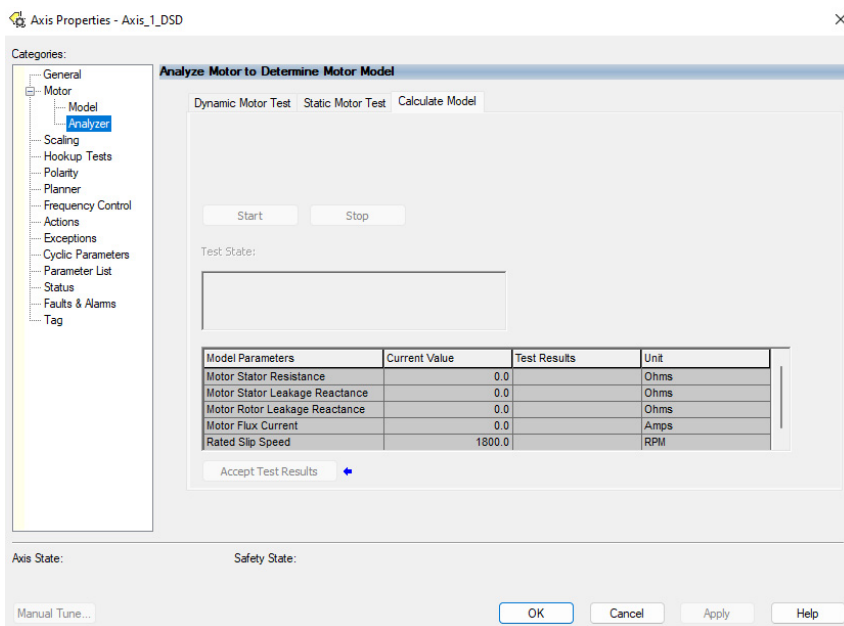 Axis Properties - Axis_1_DSD
Categories:
General
Motor
Model
Analyzer
Scaling
Hookup Tests
Polarity
Planner
Frequency Control
Actions
Exceptions
Cyclic Parameters
Parameter List
Status
Faults & Alarms
Tag
Analyze Motor to Determine Motor Model
Dynamic Motor Test Static Motor Test Calculate Model
Start Stop
Test State:
Model Parameters Current Value Test Results Unit
Motor Stator Resistance 0.0 Ohms
Motor Stator Leakage Reactance 0.0 Ohms
Motor Rotor Leakage Reactance 0.0 Ohms
Motor Flux Current 0.0 Amps
Rated Slip Speed 1800.0 RPM
Accept Test Results
Axis State: Safety State:
Manual Tune... OK Cancel Apply Help